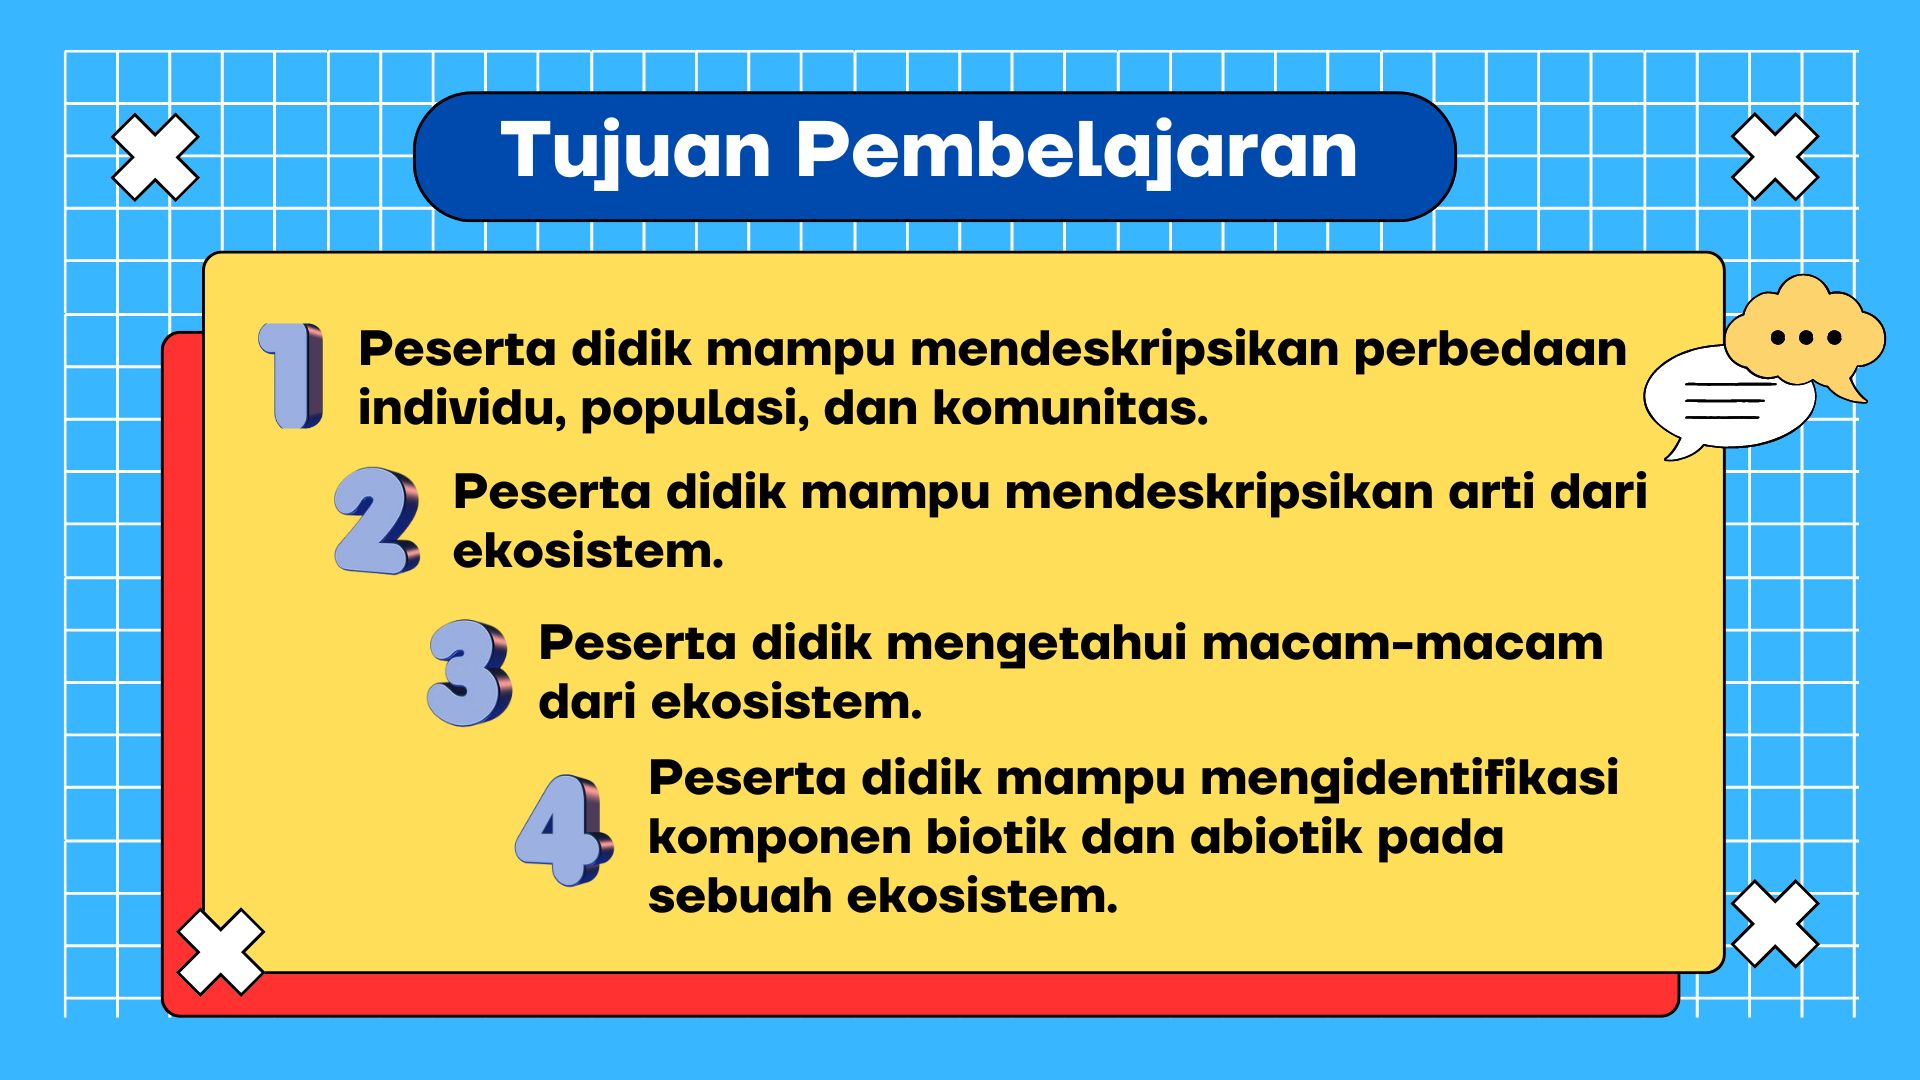 Tujuan Pembelajaran
1 Peserta didik mampu mendeskripsikan perbedaan
individu, populasi, dan komunitas.
2 Peserta didik mampu mendeskripsikan arti dari
ekosistem.
3 Peserta didik mengetahui macam-macam
dari ekosistem.
4 Peserta didik mampu mengidentifikasi
komponen biotik dan abiotik pada
sebuah ekosistem.